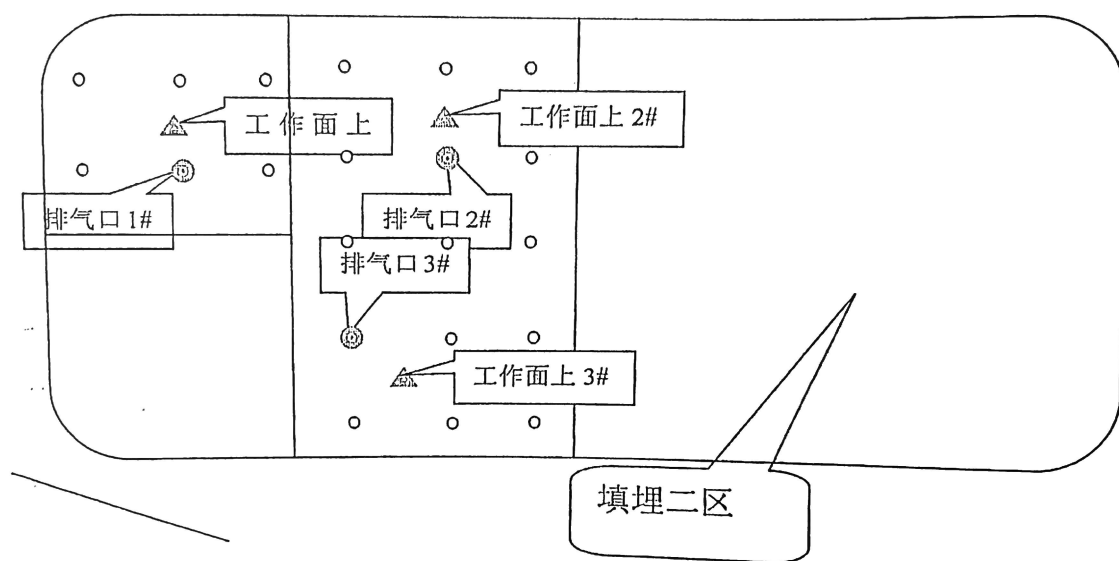 工作面上
工作面上 2#
排气口 1#
排气口 2#
排气口 3#
工作面上 3#
填埋二区